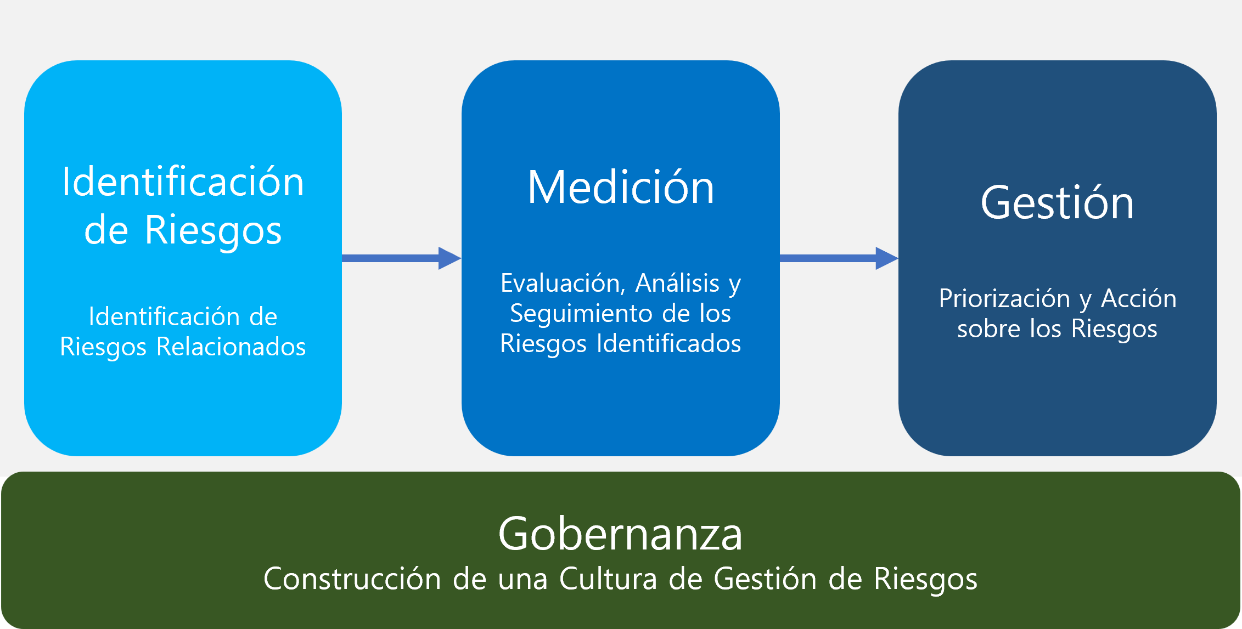 Identificación
de Riesgos
Identificación de
Riesgos Relacionados
Medición
Evaluación, Análisis y
Seguimiento de los
Riesgos Identificados
Gestión
Priorización y Acción
sobre los Riesgos
Gobernanza
Construcción de una Cultura de Gestión de Riesgos